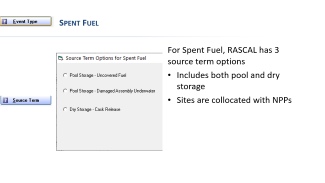 Event Type
SPENT FUEL
Source Term Options for Spent Fuel
Pool Storage - Uncovered Fuel
Pool Storage - Damaged Assembly Underwater
Dry Storage - Cask Release
Source Term
For Spent Fuel, RASCAL has 3
source term options
• Includes both pool and dry
storage
• Sites are collocated with NPPs